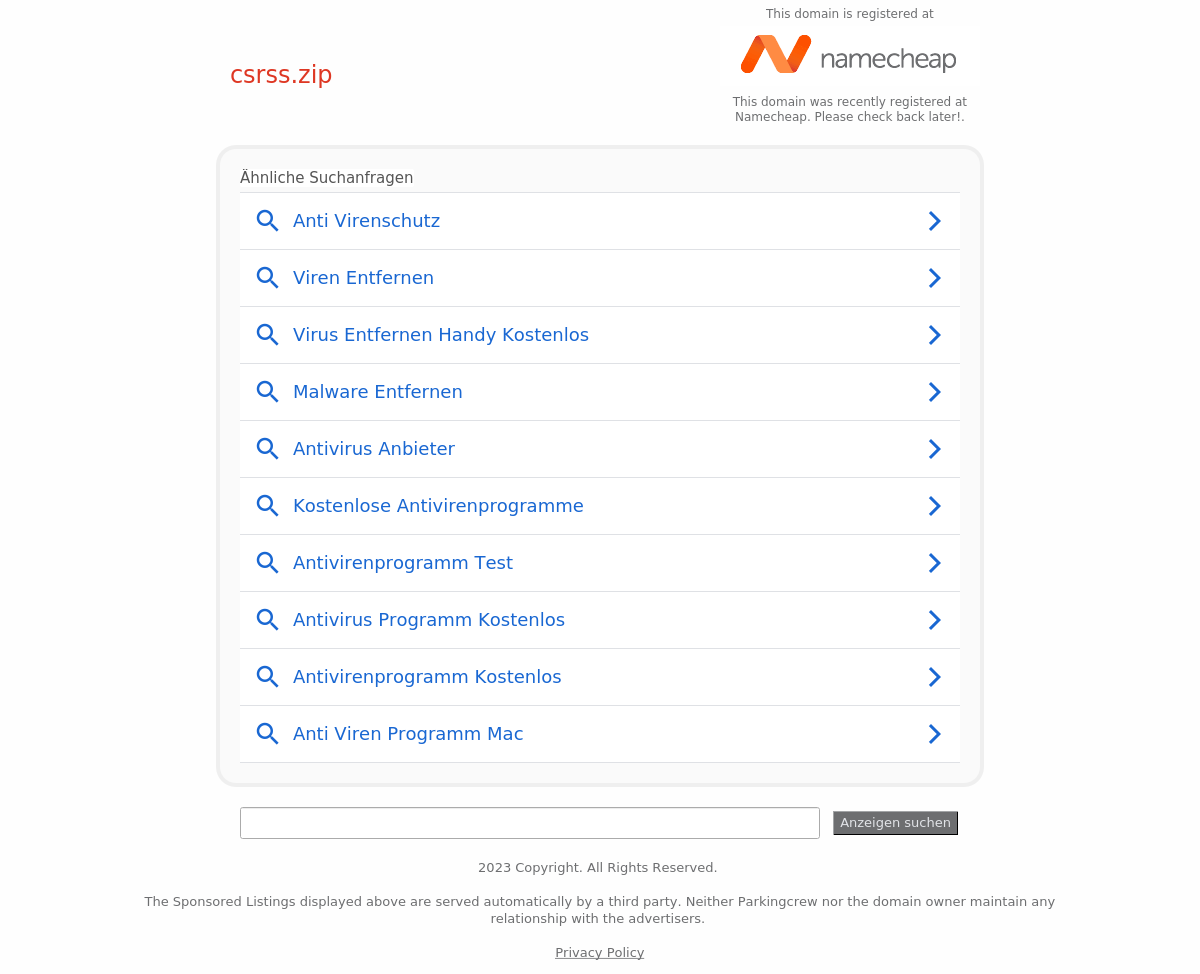 This domain is registered at
namecheap
csrss.zip
This domain was recently registered at
Namecheap. Please check back later!.
Ähnliche Suchanfragen
Anti Virenschutz
Viren Entfernen
Virus Entfernen Handy Kostenlos
Malware Entfernen
Antivirus Anbieter
Kostenlose Antivirenprogramme
Antivirenprogramm Test
Antivirus Programm Kostenlos
Antivirenprogramm Kostenlos
Anti Viren Programm Mac
Anzeigen suchen
2023 Copyright. All Rights Reserved.
The Sponsored Listings displayed above are served automatically by a third party. Neither Parkingcrew nor the domain owner maintain any
relationship with the advertisers.
Privacy Policy